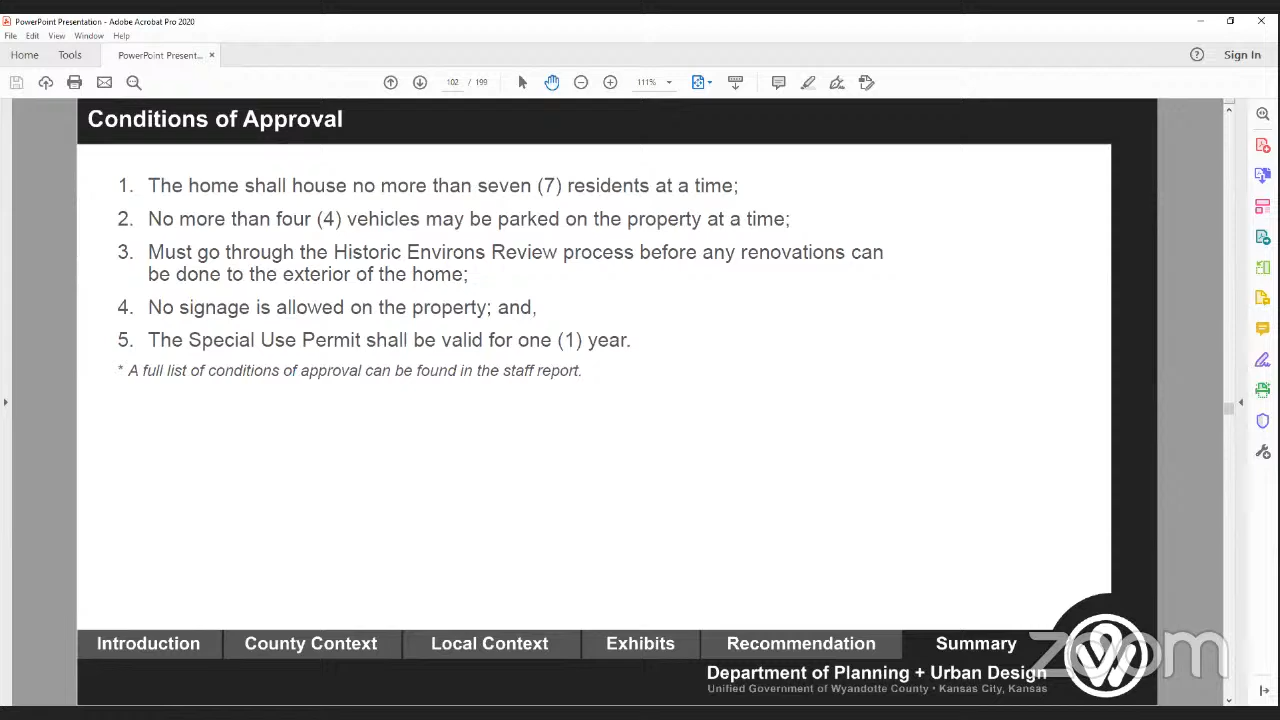 PowerPoint Presentation - Adobe Acrobat Pro 2020
File Edit View Window Help
Home Tools PowerPoint Present... × Sign In
102 / 199 111%
Conditions of Approval
1. The home shall house no more than seven (7) residents at a time;
2. No more than four (4) vehicles may be parked on the property at a time;
3. Must go through the Historic Environs Review process before any renovations can
be done to the exterior of the home;
4. No signage is allowed on the property; and,
5. The Special Use Permit shall be valid for one (1) year.
* A full list of conditions of approval can be found in the staff report.
Introduction County Context Local Context Exhibits Recommendation Summary
zoom
Department of Planning + Urban Design
Unified Government of Wyandotte County • Kansas City, Kansas